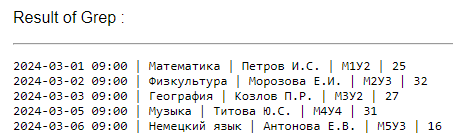 Result of Grep :
2024-03-01 09:00 | Математика | Петров И.С. | М1У2 | 25
2024-03-02 09:00 | Физкультура | Морозова Е.И. | М2У3 | 32
2024-03-03 09:00 | География | Козлов П.Р. | М3У2 | 27
2024-03-05 09:00 | Музыка | Титова Ю.С. | М4У4 | 31
2024-03-06 09:00 | Немецкий язык | Антонова Е.В. | М5У3 | 16